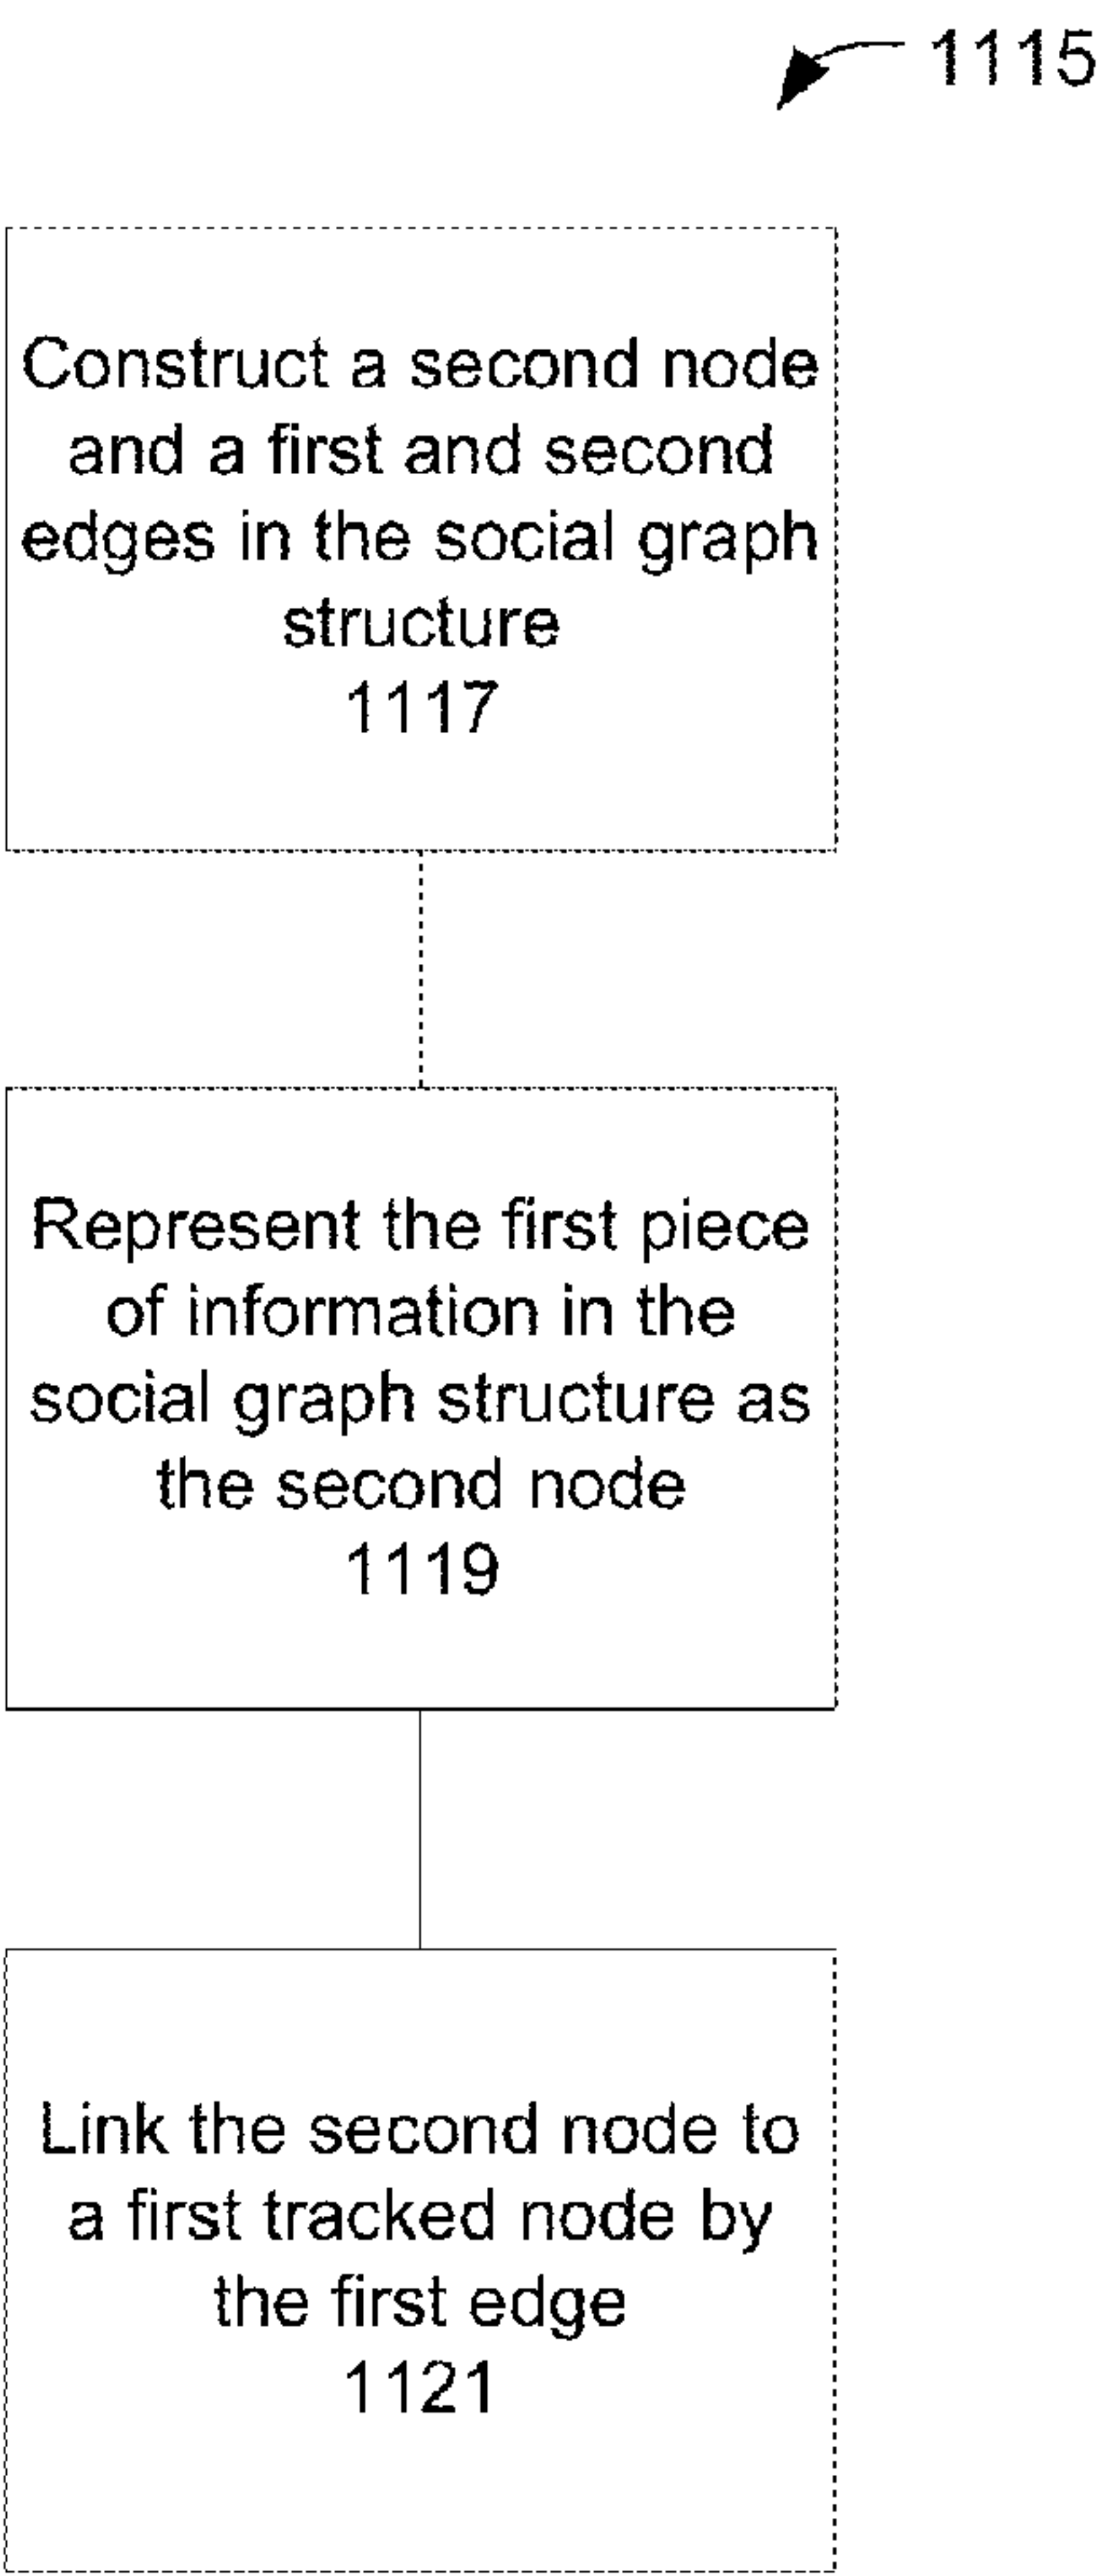 1115
Construct a second node
and a first and second
edges in the social graph
structure
1117
Represent the first piece
of information in the
social graph structure as
the second node
1119
Link the second node to
a first tracked node by
the first edge
1121